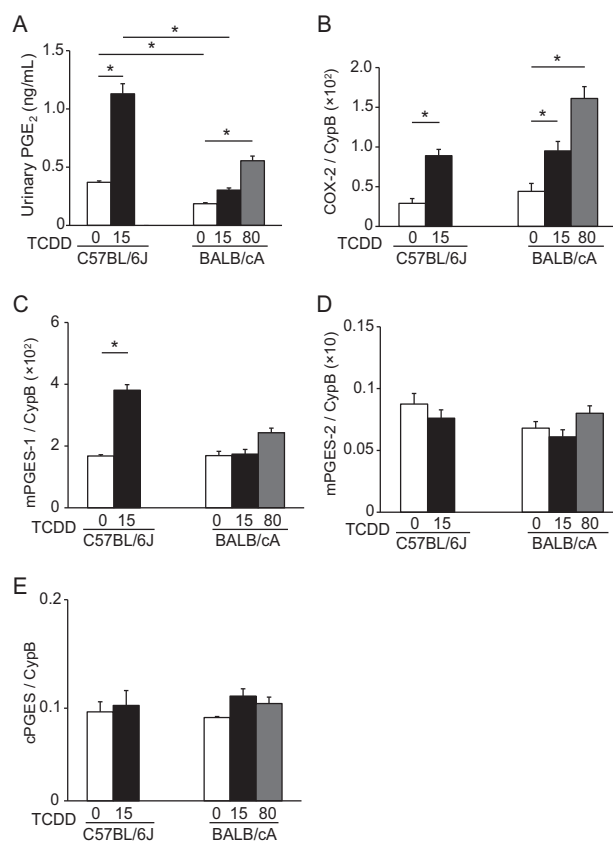 A
Urinary PGE2 (ng/mL)
1.5
1.0
0.5
0
* * * *
*
TCDD 0 15 0 15 80
C57BL/6J BALB/cA
B
COX-2 / CypB (×10²)
2.0
1.5
1.0
0.5
0
* * *
TCDD 0 15 0 15 80
C57BL/6J BALB/cA
C
mPGES-1 / CypB (×10²)
6
4
2
0
*
TCDD 0 15 0 15 80
C57BL/6J BALB/cA
D
mPGES-2 / CypB (×10)
0.15
0.1
0.05
0
TCDD 0 15 0 15 80
C57BL/6J BALB/cA
E
cPGES / CypB
0.2
0.1
0
TCDD 0 15 0 15 80
C57BL/6J BALB/cA